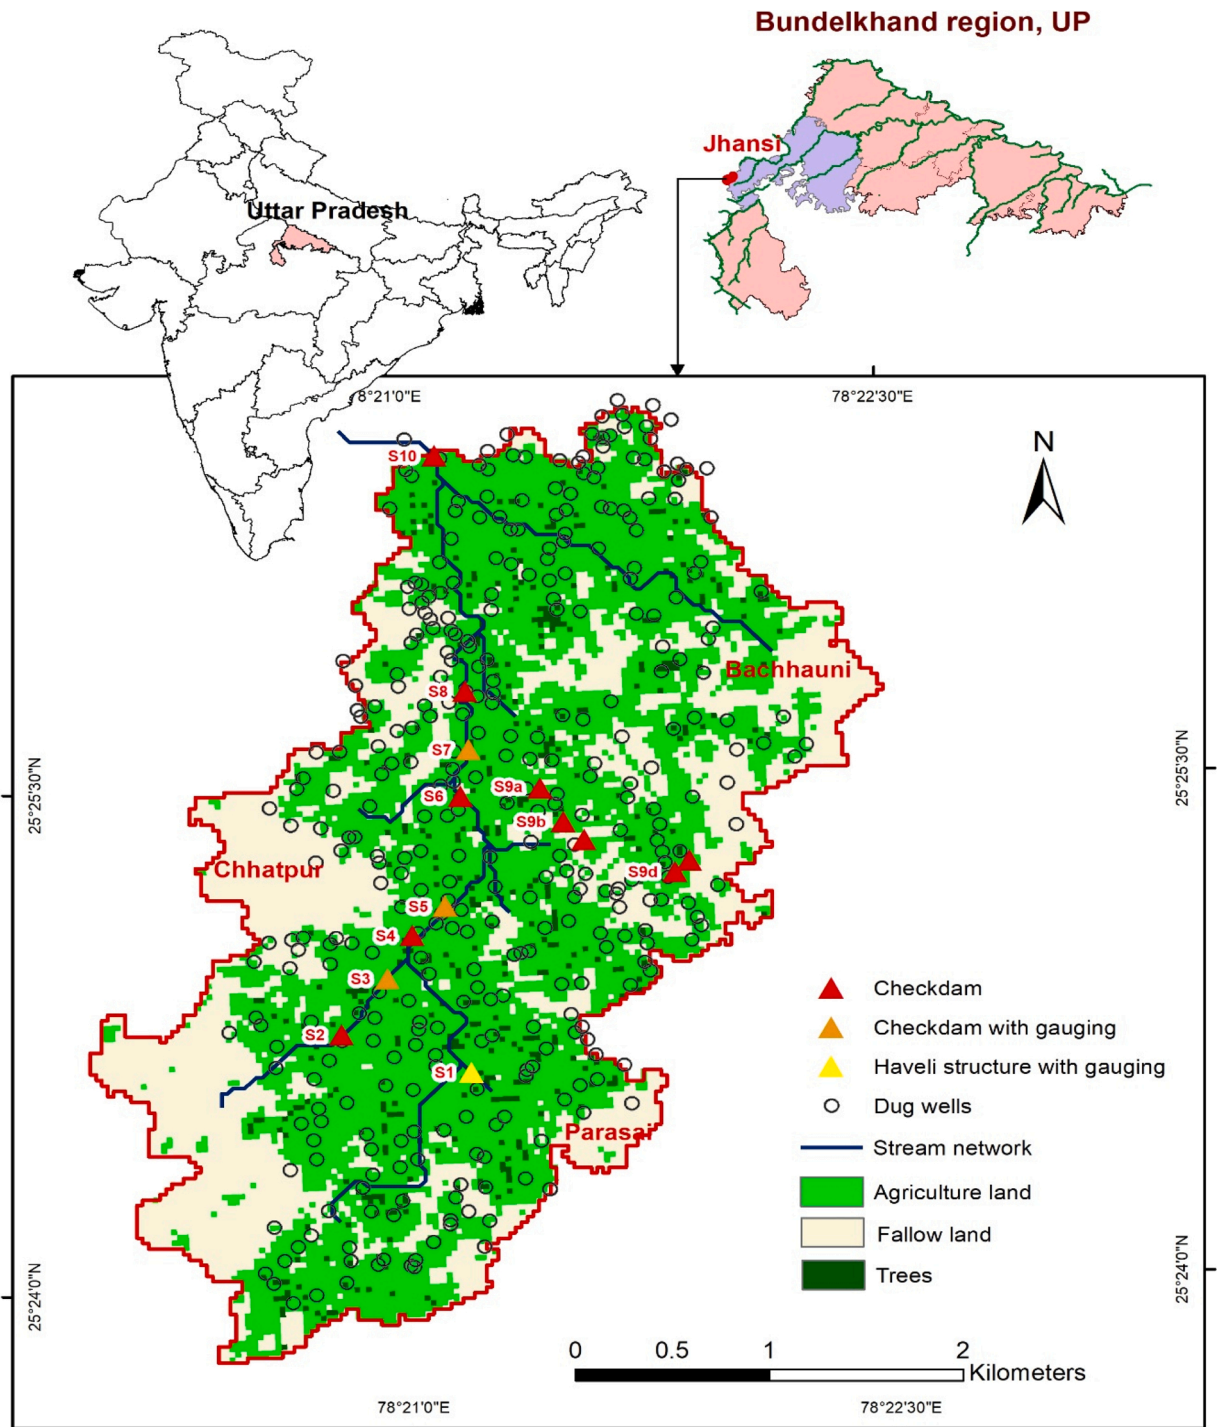 Bundelkhand region, UP
Jhansi
Uttar Pradesh
78°21'0"E
78°22'30"E
N
S10
Bachhauni
S8
S7
S9a
S6
S9b
25°25'30"N
25°25'30"N
Chhatpur
S9d
S5
S4
S3
S2
S1
Parasai
Checkdam
Checkdam with gauging
Haveli structure with gauging
Dug wells
Stream network
Agriculture land
Fallow land
Trees
25°24'0"N
25°24'0"N
0 0.5 1 2
Kilometers
78°21'0"E
78°22'30"E